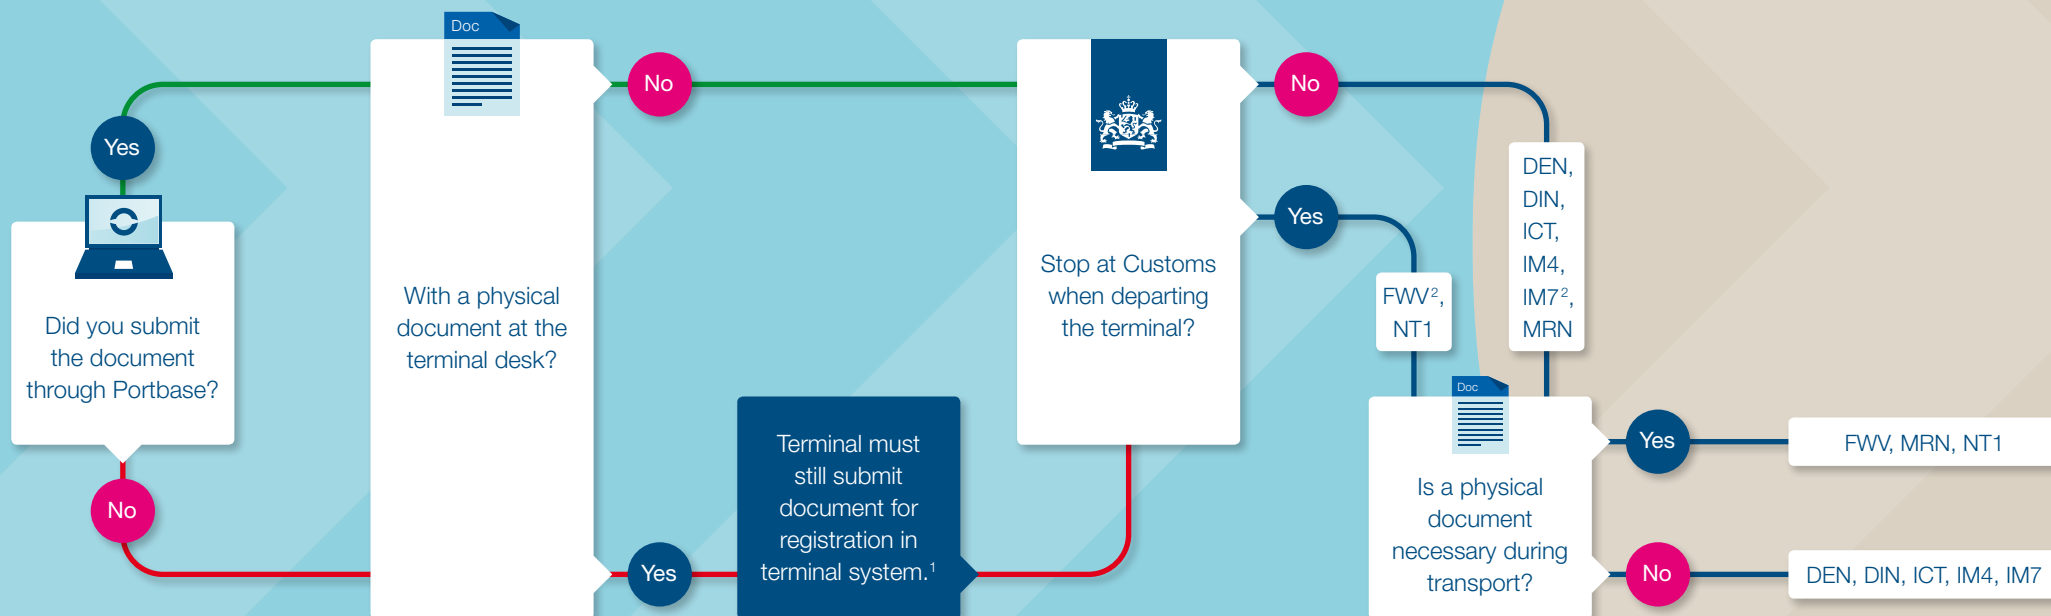 Yes
Did you submit
the document
through Portbase?
No
Doc
With a physical
document at the
terminal desk?
No
Yes
Terminal must
still submit
document for
registration in
terminal system.¹
Stop at Customs
when departing
the terminal?
No
Yes
FWV²,
NT1
DEN,
DIN,
ICT,
IM4,
IM7²,
MRN
Doc
Is a physical
document
necessary during
transport?
Yes
FWV, MRN, NT1
No
DEN, DIN, ICT, IM4, IM7